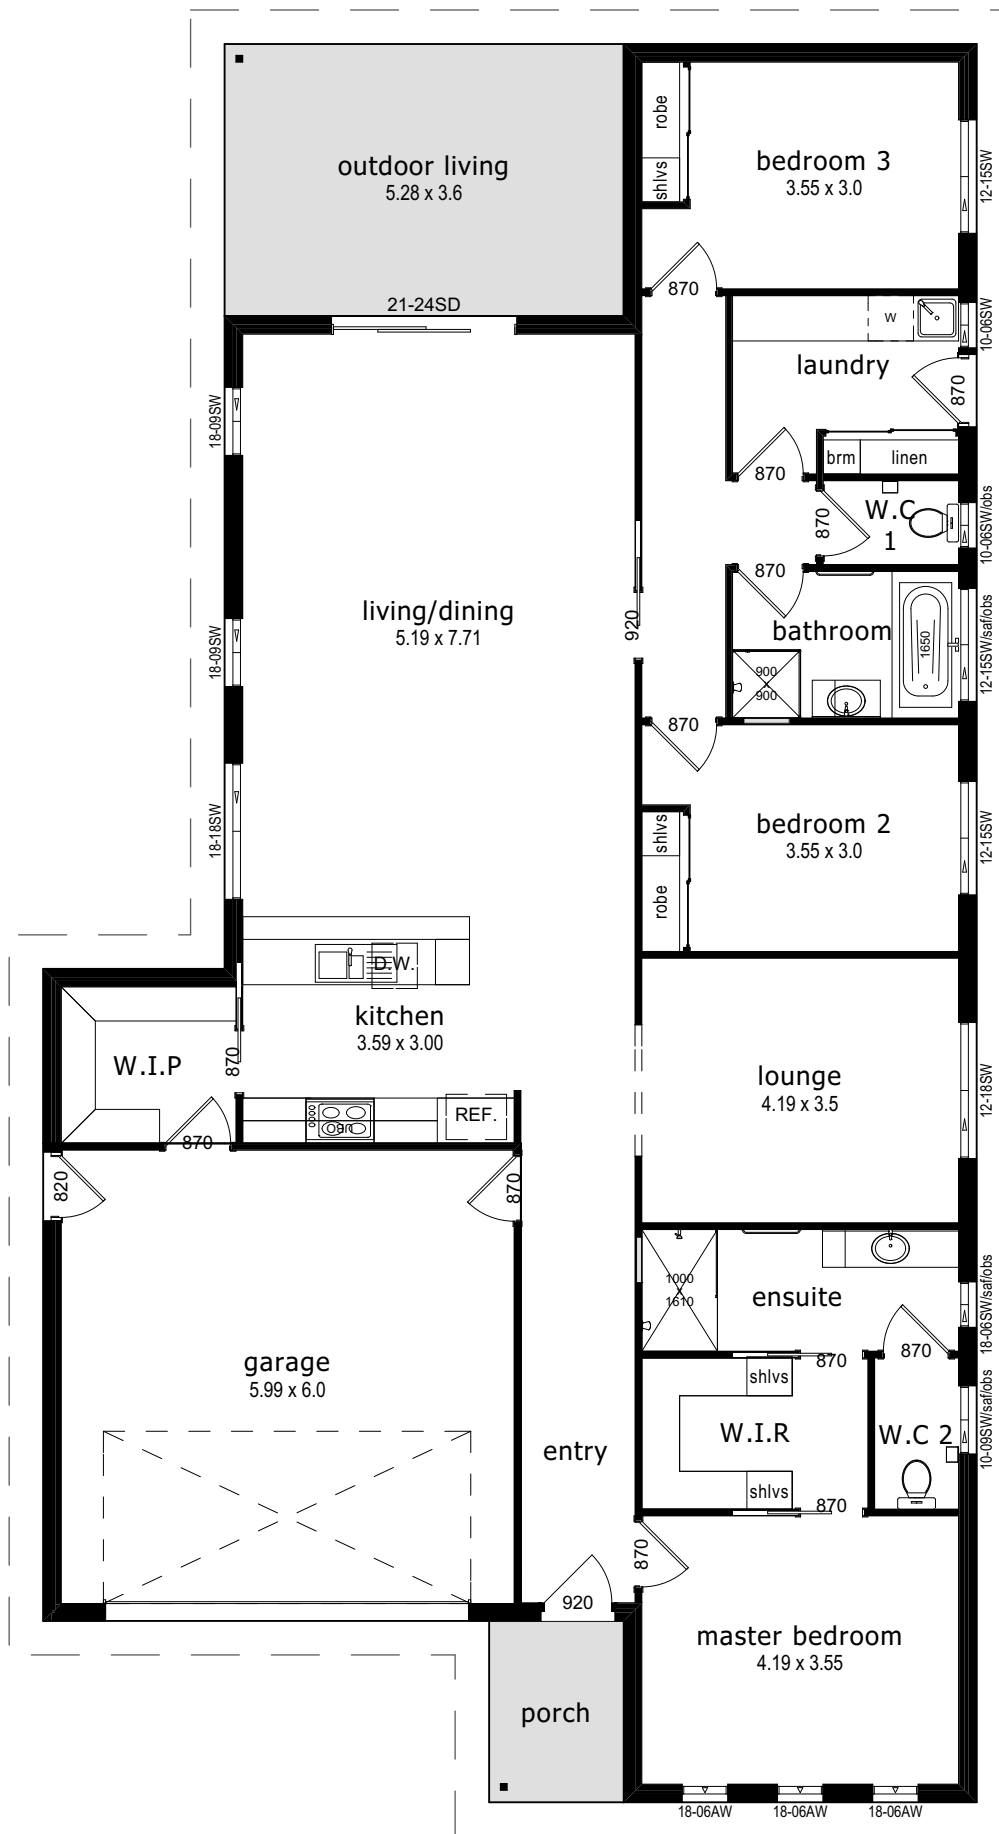 outdoor living
5.28 x 3.6
21-24SD
robe
shlvs
bedroom 3
3.55 x 3.0
12-15SW
870
W
10-06SW
laundry
870
18-09SW
brm
linen
870
W.C
1
870
10-06SW/obs
870
living/dining
5.19 x 7.71
920
bathroom
1650
900
900
12-15SW/saf/obs
18-09SW
870
bedroom 2
3.55 x 3.0
shlvs
robe
12-15SW
18-18SW
D.W.
kitchen
3.59 x 3.00
W.I.P
870
REF.
UBO
870
lounge
4.19 x 3.5
12-18SW
820
870
1000
1610
ensuite
18-06SW/saf/obs
870
870
garage
5.99 x 6.0
shlvs
W.I.R
shlvs
W.C 2
10-09SW/saf/obs
entry
870
870
920
master bedroom
4.19 x 3.55
porch
18-06AW
18-06AW
18-06AW